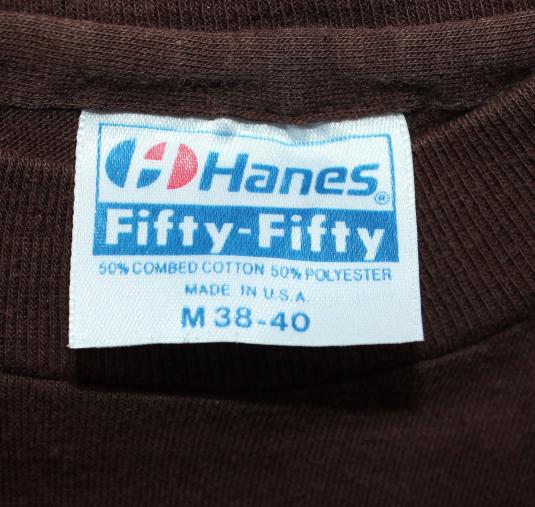 Hanes®
Fifty-Fifty
50% COMBED COTTON 50% POLYESTER
MADE IN U.S.A.
M 38-40